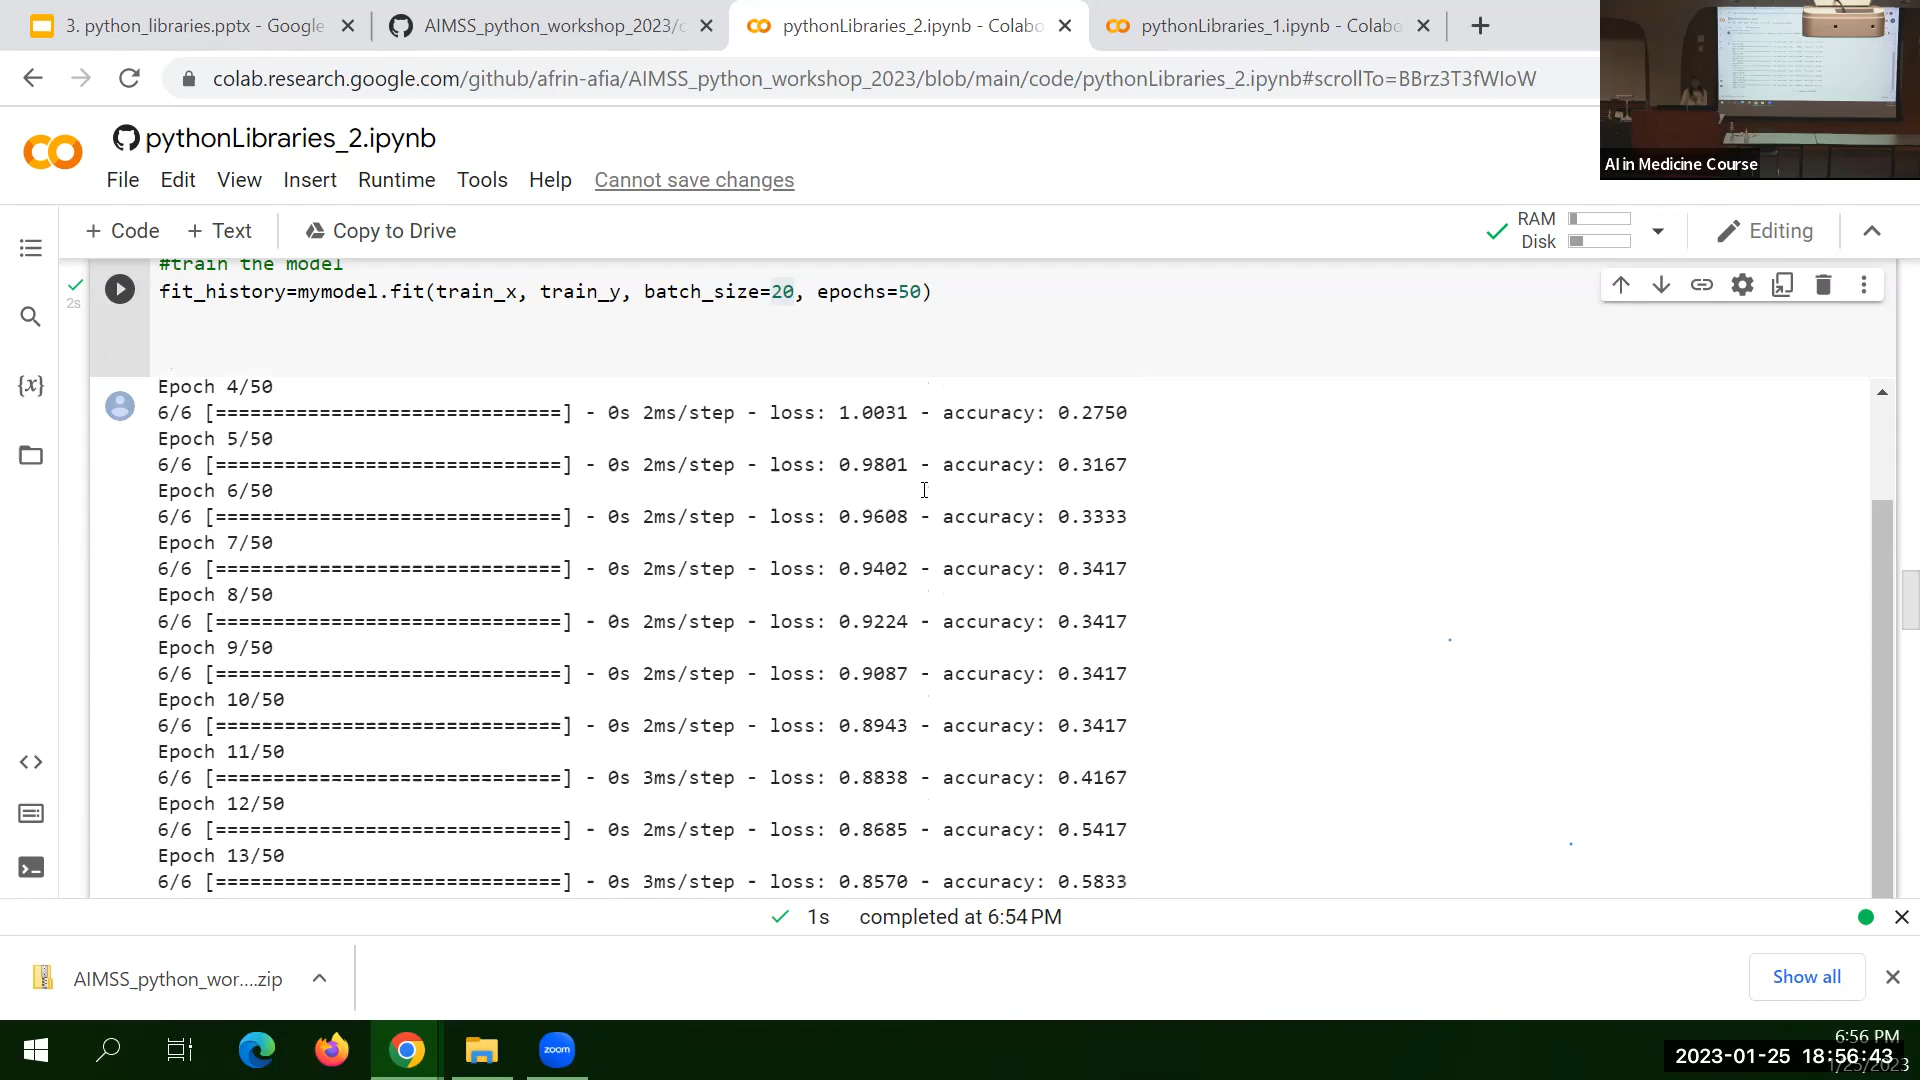 3. python_libraries.pptx - Google
AIMSS_python_workshop_2023/c
pythonLibraries_2.ipynb - Colabo
pythonLibraries_1.ipynb - Colabo
colab.research.google.com/github/afrin-afia/AIMSS_python_workshop_2023/blob/main/code/pythonLibraries_2.ipynb#scrollTo=BBrz3T3fWIoW
pythonLibraries_2.ipynb
AI in Medicine Course
File Edit View Insert Runtime Tools Help Cannot save changes
+ Code + Text Copy to Drive
RAM
Disk
Editing
#train the model
2s
fit_history=mymodel.fit(train_x, train_y, batch_size=20, epochs=50)
{x}
Epoch 4/50
6/6 [==============================] - 0s 2ms/step - loss: 1.0031 - accuracy: 0.2750
Epoch 5/50
6/6 [==============================] - 0s 2ms/step - loss: 0.9801 - accuracy: 0.3167
Epoch 6/50
6/6 [==============================] - 0s 2ms/step - loss: 0.9608 - accuracy: 0.3333
Epoch 7/50
6/6 [==============================] - 0s 2ms/step - loss: 0.9402 - accuracy: 0.3417
Epoch 8/50
6/6 [==============================] - 0s 2ms/step - loss: 0.9224 - accuracy: 0.3417
Epoch 9/50
6/6 [==============================] - 0s 2ms/step - loss: 0.9087 - accuracy: 0.3417
Epoch 10/50
6/6 [==============================] - 0s 2ms/step - loss: 0.8943 - accuracy: 0.3417
Epoch 11/50
6/6 [==============================] - 0s 3ms/step - loss: 0.8838 - accuracy: 0.4167
Epoch 12/50
6/6 [==============================] - 0s 2ms/step - loss: 0.8685 - accuracy: 0.5417
Epoch 13/50
6/6 [==============================] - 0s 3ms/step - loss: 0.8570 - accuracy: 0.5833
1s completed at 6:54 PM
AIMSS_python_wor....zip
Show all
zoom
6:56 PM
2023-01-25 18:56:43